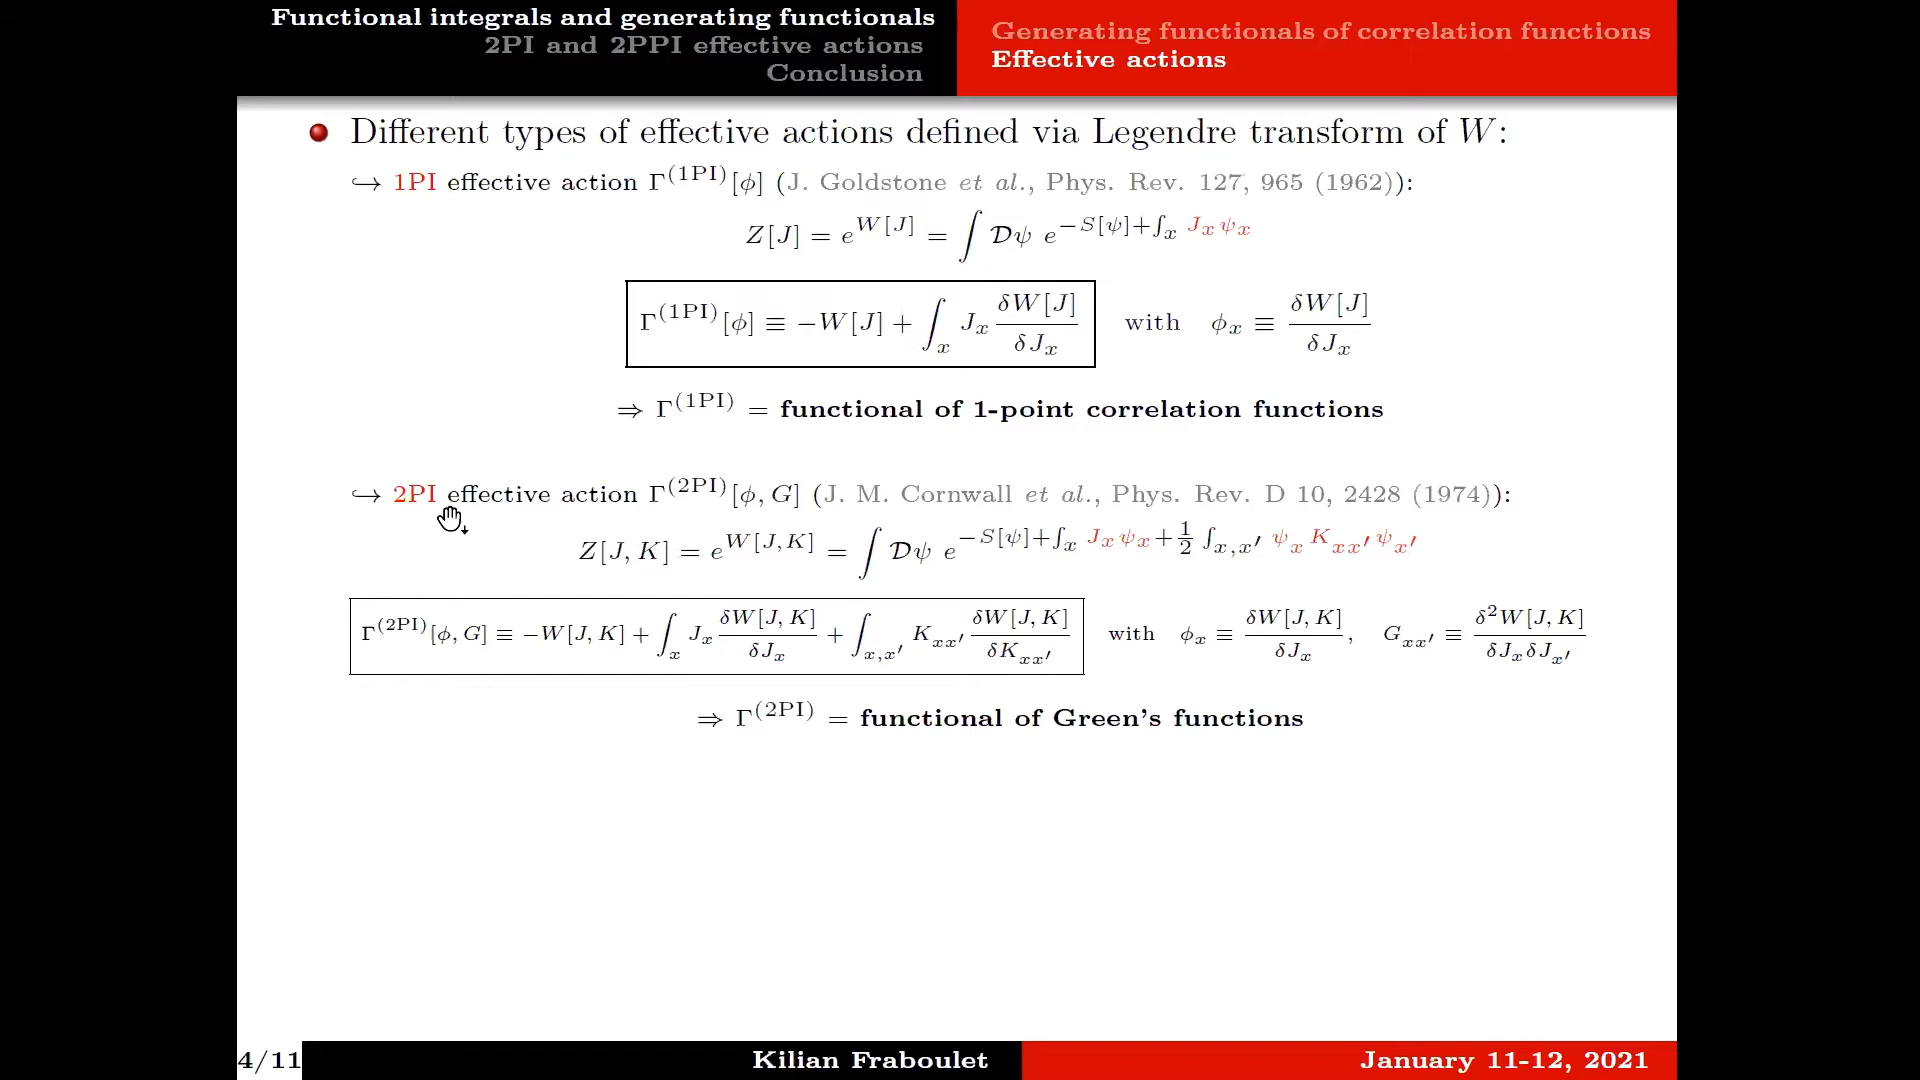 Functional integrals and generating functionals
2PI and 2PPI effective actions
Conclusion
Generating functionals of correlation functions
Effective actions
Different types of effective actions defined via Legendre transform of W:
↪ 1PI effective action Γ^(1PI)[ϕ] (J. Goldstone et al., Phys. Rev. 127, 965 (1962)):
Z[J] = e^{W[J]} = ∫ 𝒟ψ e^{−S[ψ]+∫_x J_x ψ_x}
Γ^(1PI)[ϕ] ≡ −W[J] + ∫_x J_x δW[J]/δJ_x with ϕ_x ≡ δW[J]/δJ_x
⇒ Γ^(1PI) = functional of 1-point correlation functions
↪ 2PI effective action Γ^(2PI)[ϕ, G] (J. M. Cornwall et al., Phys. Rev. D 10, 2428 (1974)):
Z[J, K] = e^{W[J,K]} = ∫ 𝒟ψ e^{−S[ψ]+∫_x J_x ψ_x + 1/2 ∫_{x,x′} ψ_x K_{xx′} ψ_{x′}}
Γ^(2PI)[ϕ, G] ≡ −W[J, K] + ∫_x J_x δW[J, K]/δJ_x + ∫_{x,x′} K_{xx′} δW[J, K]/δK_{xx′} with ϕ_x ≡ δW[J, K]/δJ_x, G_{xx′} ≡ δ²W[J, K]/δJ_x δJ_{x′}
⇒ Γ^(2PI) = functional of Green's functions
4/11
Kilian Fraboulet
January 11-12, 2021